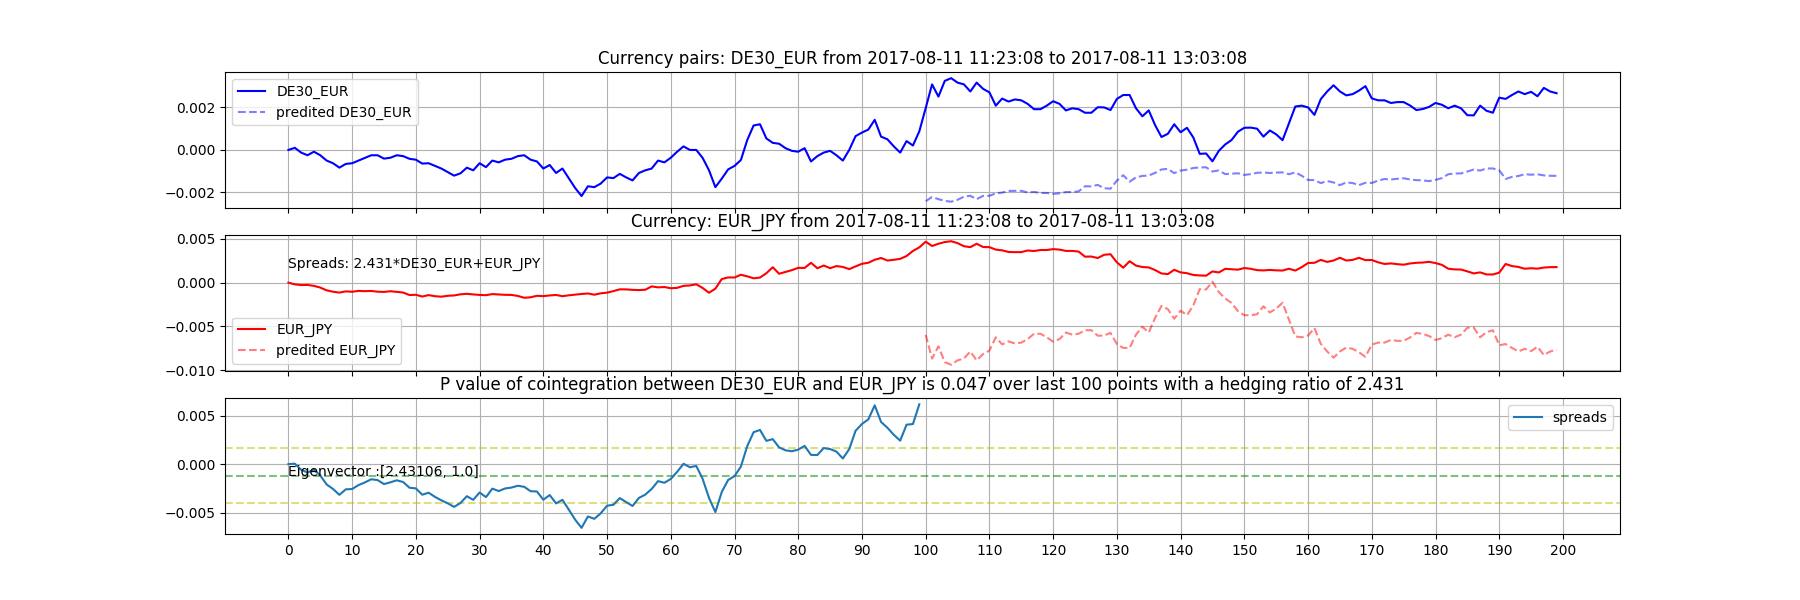 Currency pairs: DE30_EUR from 2017-08-11 11:23:08 to 2017-08-11 13:03:08
DE30_EUR
predited DE30_EUR
0.002
0.000
−0.002
Currency: EUR_JPY from 2017-08-11 11:23:08 to 2017-08-11 13:03:08
0.005
Spreads: 2.431*DE30_EUR+EUR_JPY
0.000
−0.005
EUR_JPY
predited EUR_JPY
−0.010
P value of cointegration between DE30_EUR and EUR_JPY is 0.047 over last 100 points with a hedging ratio of 2.431
0.005
spreads
0.000
Eigenvector :[2.43106, 1.0]
−0.005
0 10 20 30 40 50 60 70 80 90 100 110 120 130 140 150 160 170 180 190 200